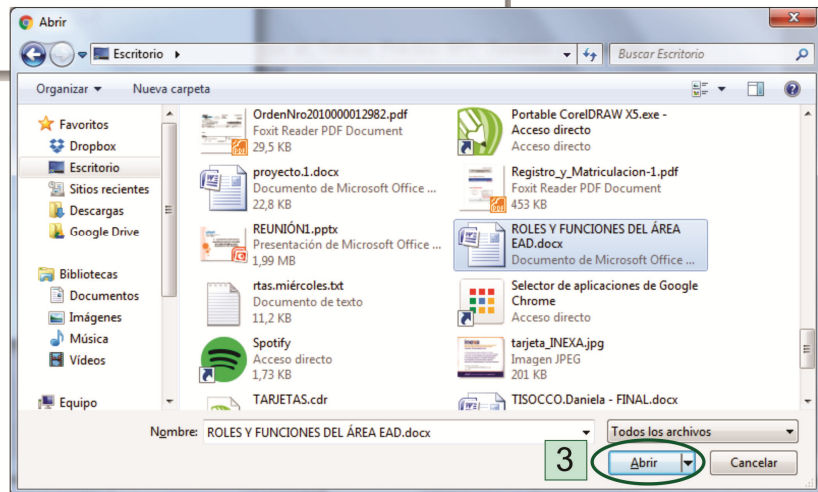 Abrir
Escritorio
Buscar Escritorio
Organizar
Nueva carpeta
Favoritos
Dropbox
Escritorio
Sitios recientes
Descargas
Google Drive
Bibliotecas
Documentos
Imágenes
Música
Vídeos
Equipo
OrdenNro2010000012982.pdf
Foxit Reader PDF Document
29,5 KB
Portable CorelDRAW X5.exe -
Acceso directo
Acceso directo
proyecto.1.docx
Documento de Microsoft Office ...
22,8 KB
Registro_y_Matriculacion-1.pdf
Foxit Reader PDF Document
453 KB
REUNIÓN1.pptx
Presentación de Microsoft Office ...
1,99 MB
ROLES Y FUNCIONES DEL ÁREA
EAD.docx
Documento de Microsoft Office ...
rtas.miércoles.txt
Documento de texto
11,2 KB
Selector de aplicaciones de Google
Chrome
Acceso directo
Spotify
Acceso directo
1,73 KB
tarjeta_INEXA.jpg
Imagen JPEG
201 KB
TARJETAS.cdr
TISOCCO.Daniela - FINAL.docx
Nombre: ROLES Y FUNCIONES DEL ÁREA EAD.docx
Todos los archivos
3
Abrir
Cancelar